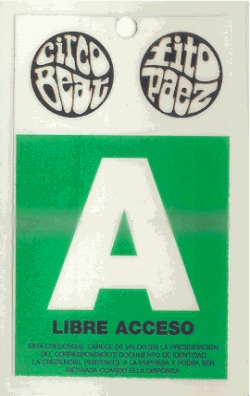 circo Beat
fito Paez
A
LIBRE ACCESO
ESTA CREDENCIAL CARECE DE VALOR SIN LA PRESENTACION
DEL CORRESPONDIENTE DOCUMENTO DE IDENTIDAD
LA CREDENCIAL PERTENECE A LA EMPRESA Y PODRA SER
RETIRADA CUANDO ELLA DISPONGA